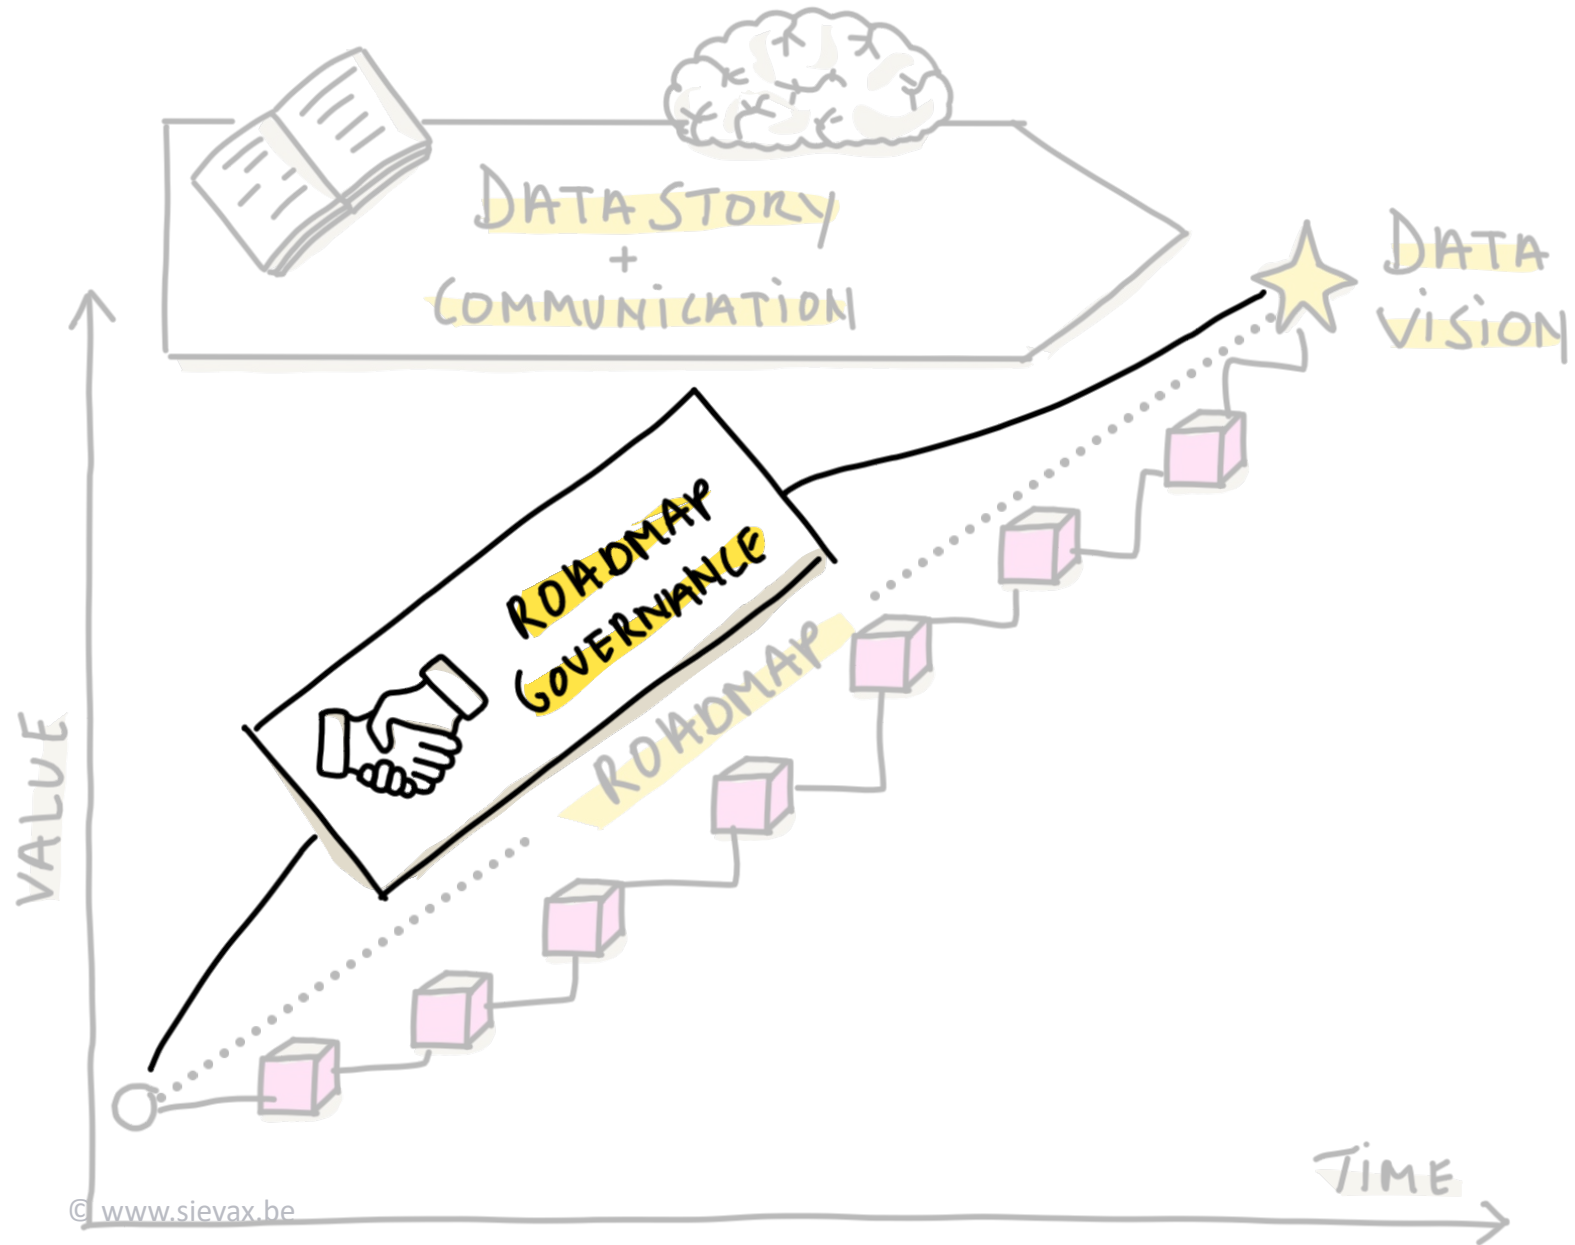 DATA STORY
+
COMMUNICATION
DATA
VISION
ROADMAP
GOVERNANCE
ROADMAP
VALUE
TIME
© www.sievax.be